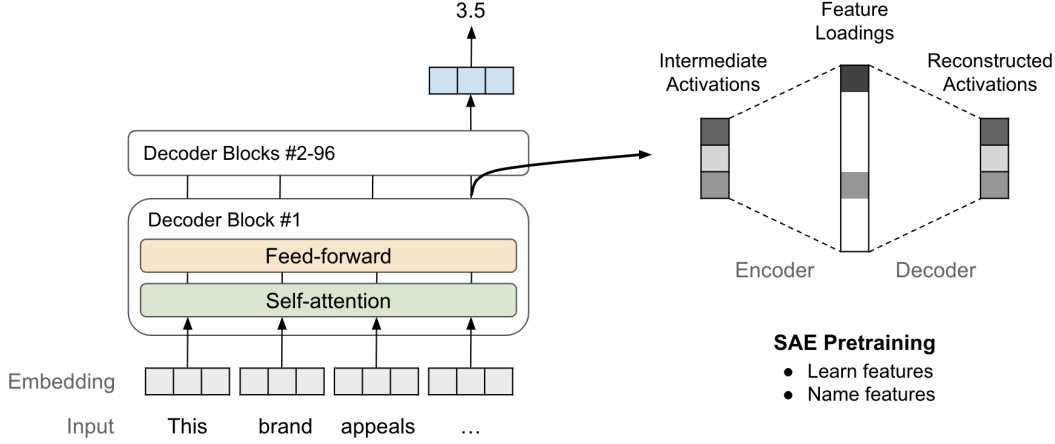 3.5
Decoder Blocks #2-96
Decoder Block #1
Feed-forward
Self-attention
Embedding
Input This brand appeals ...
Feature
Loadings
Intermediate
Activations
Reconstructed
Activations
Encoder Decoder
SAE Pretraining
● Learn features
● Name features